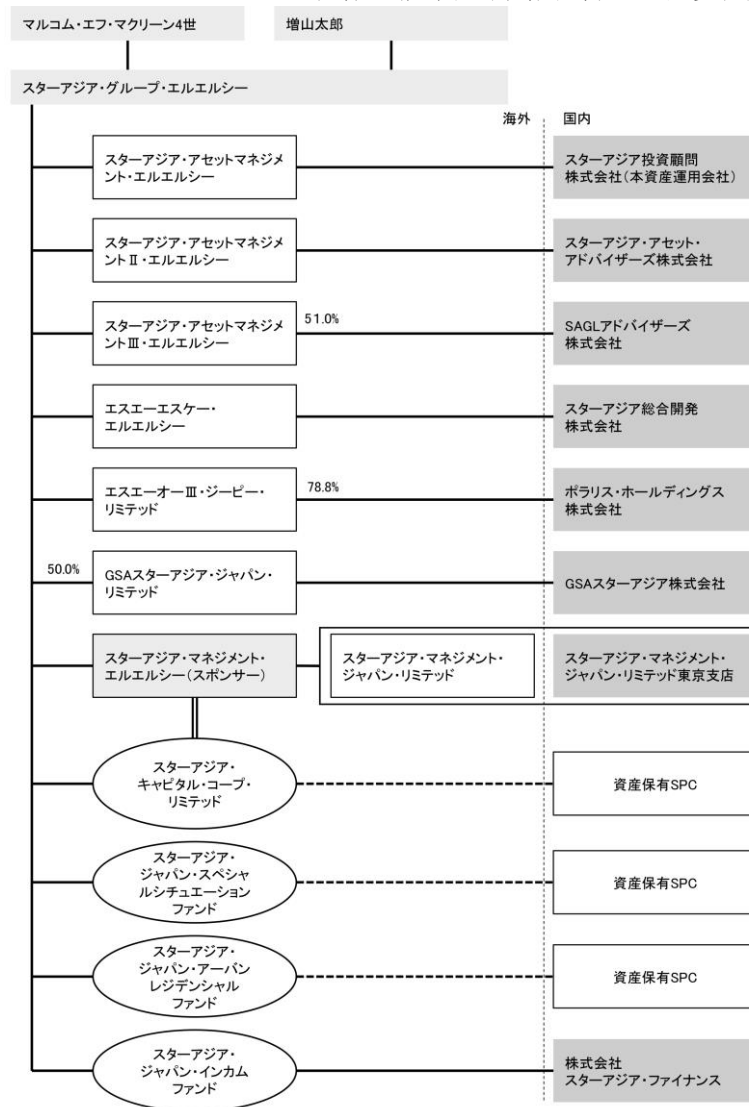 マルコム・エフ・マクリーン4世
増山太郎
スターアジア・グループ・エルエルシー
海外
国内
スターアジア・アセットマネジメ
ント・エルエルシー
スターアジア投資顧問
株式会社(本資産運用会社)
スターアジア・アセットマネジメ
ントⅡ・エルエルシー
スターアジア・アセット・
アドバイザーズ株式会社
スターアジア・アセットマネジメ
ントⅢ・エルエルシー
51.0%
SAGLアドバイザーズ
株式会社
エスエーエスケー・
エルエルシー
スターアジア総合開発
株式会社
エスエーオーⅢ・ジーピー・
リミテッド
78.8%
ポラリス・ホールディングス
株式会社
50.0%
GSAスターアジア・ジャパン・
リミテッド
GSAスターアジア株式会社
スターアジア・マネジメント・
エルエルシー(スポンサー)
スターアジア・マネジメント・
ジャパン・リミテッド
スターアジア・マネジメント・
ジャパン・リミテッド東京支店
スターアジア・
キャピタル・コープ・
リミテッド
資産保有SPC
スターアジア・
ジャパン・スペシャ
ルシチュエーション
ファンド
資産保有SPC
スターアジア・
ジャパン・アーバン
レジデンシャル
ファンド
資産保有SPC
スターアジア・
ジャパン・インカム
ファンド
株式会社
スターアジア・ファイナンス